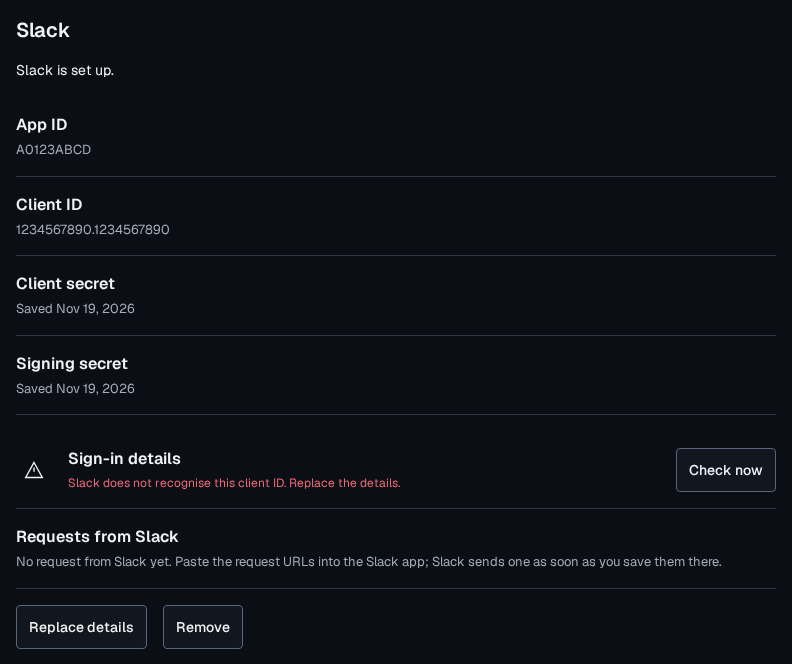 Slack
Slack is set up.
App ID
A0123ABCD
Client ID
1234567890.1234567890
Client secret
Saved Nov 19, 2026
Signing secret
Saved Nov 19, 2026
Sign-in details
Slack does not recognise this client ID. Replace the details.
Check now
Requests from Slack
No request from Slack yet. Paste the request URLs into the Slack app; Slack sends one as soon as you save them there.
Replace details
Remove